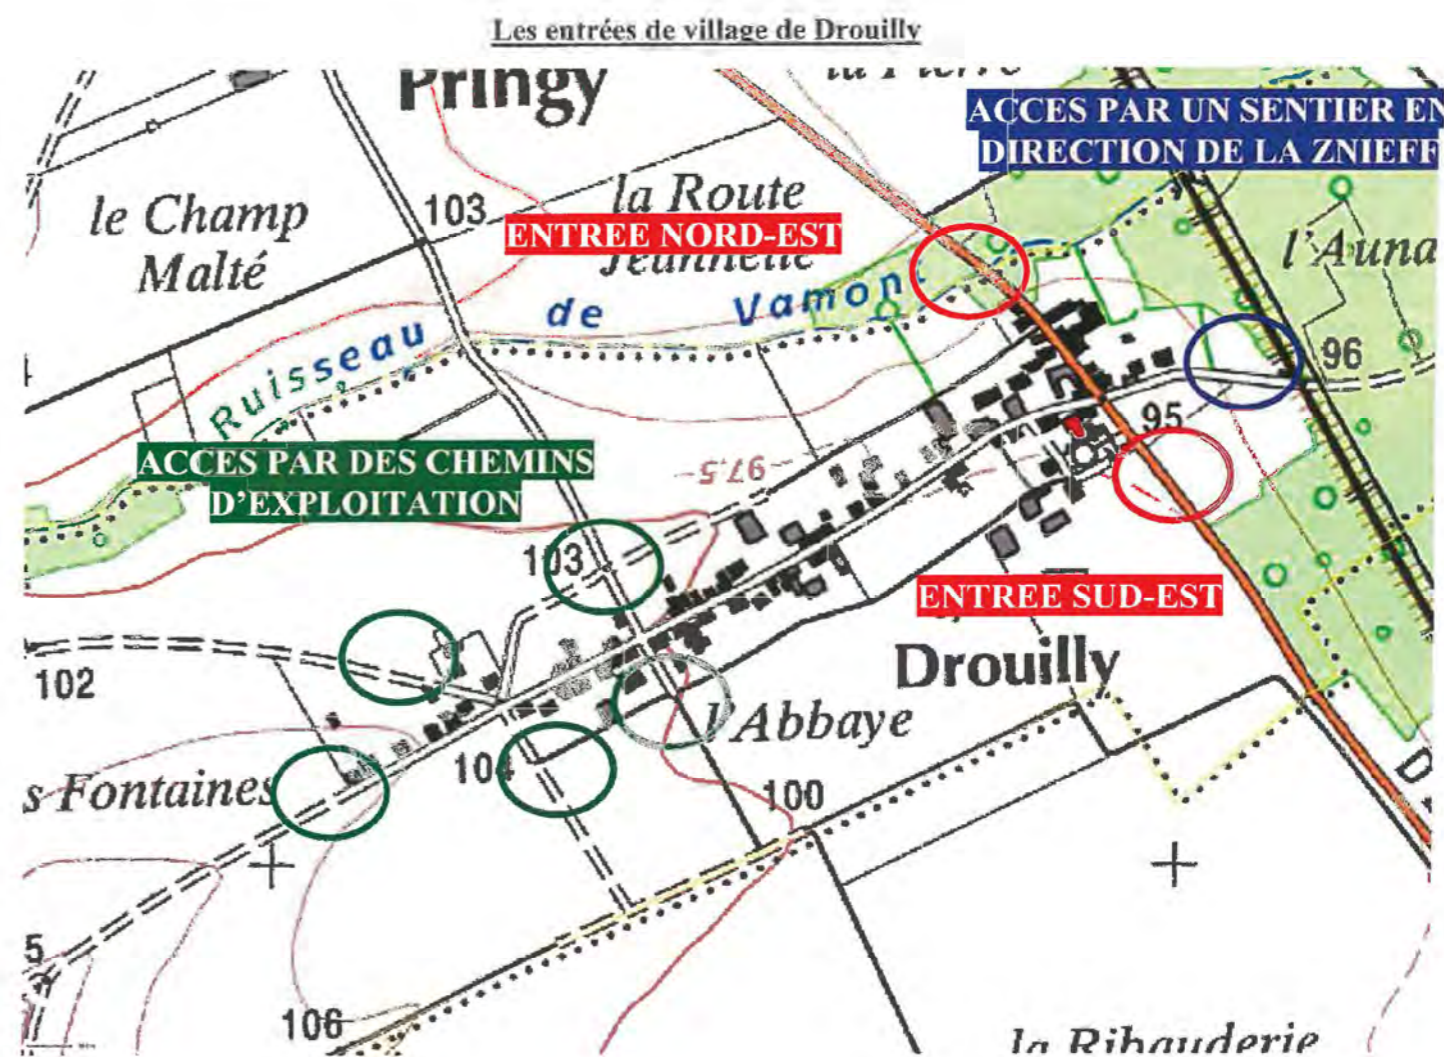 Les entrées de village de Drouilly
Pringy
ACCES PAR UN SENTIER EN
DIRECTION DE LA ZNIEFF
le Champ
Malté
103
la Route
ENTREE NORD-EST
Jeannette
l'Auna
Ruisseau de Vamon
96
95
ACCES PAR DES CHEMINS
D'EXPLOITATION
97.5
103
ENTREE SUD-EST
102
Drouilly
l'Abbaye
104
s Fontaines
100
D
5
106
la Ribauderie